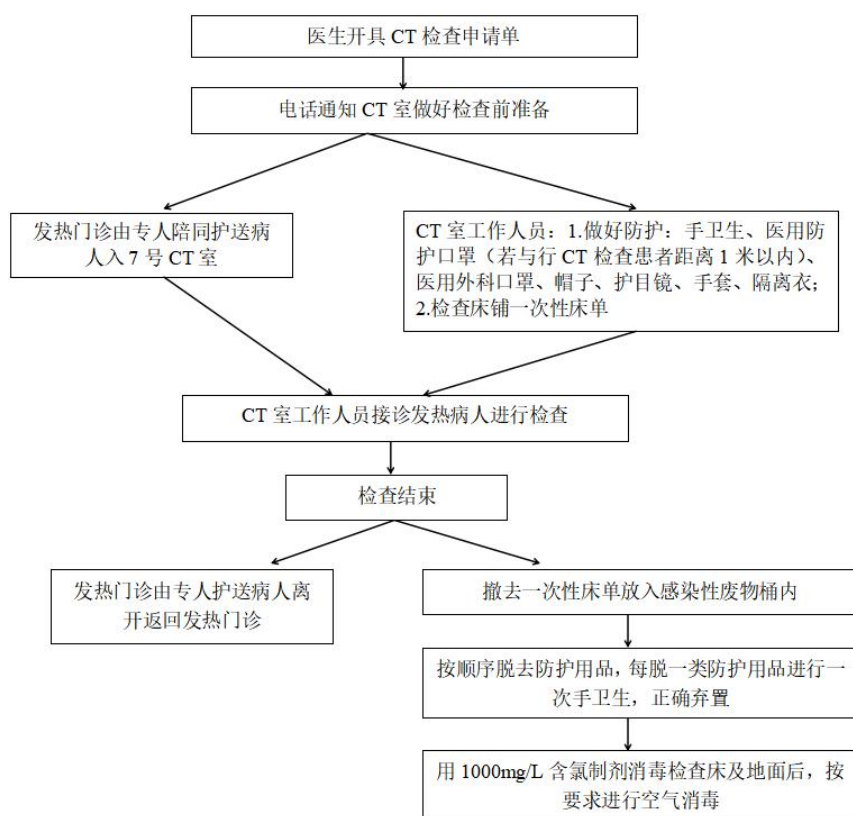 医生开具 CT 检查申请单
电话通知 CT 室做好检查前准备
发热门诊由专人陪同护送病
人入 7 号 CT 室
CT 室工作人员：1.做好防护：手卫生、医用防
护口罩（若与行 CT 检查患者距离 1 米以内）、
医用外科口罩、帽子、护目镜、手套、隔离衣；
2.检查床铺一次性床单
CT 室工作人员接诊发热病人进行检查
检查结束
发热门诊由专人护送病人离
开返回发热门诊
撤去一次性床单放入感染性废物桶内
按顺序脱去防护用品，每脱一类防护用品进行一
次手卫生，正确弃置
用 1000mg/L 含氯制剂消毒检查床及地面后，按
要求进行空气消毒